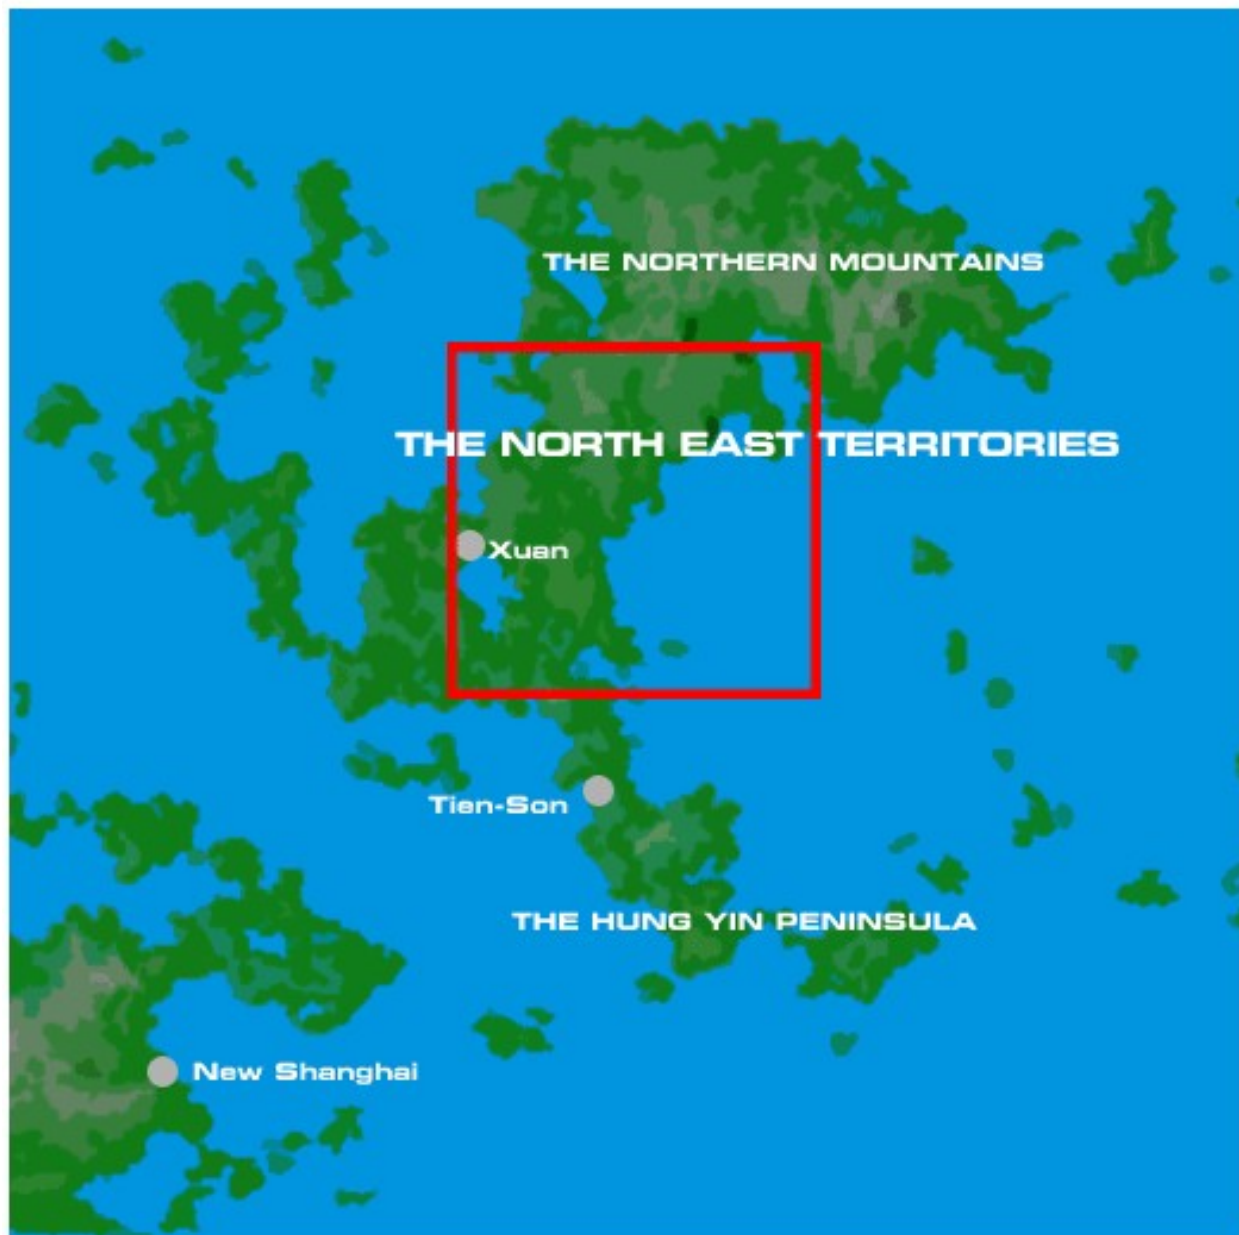 THE NORTHERN MOUNTAINS
THE NORTH EAST TERRITORIES
Xuan
Tien-Son
THE HUNG YIN PENINSULA
New Shanghai